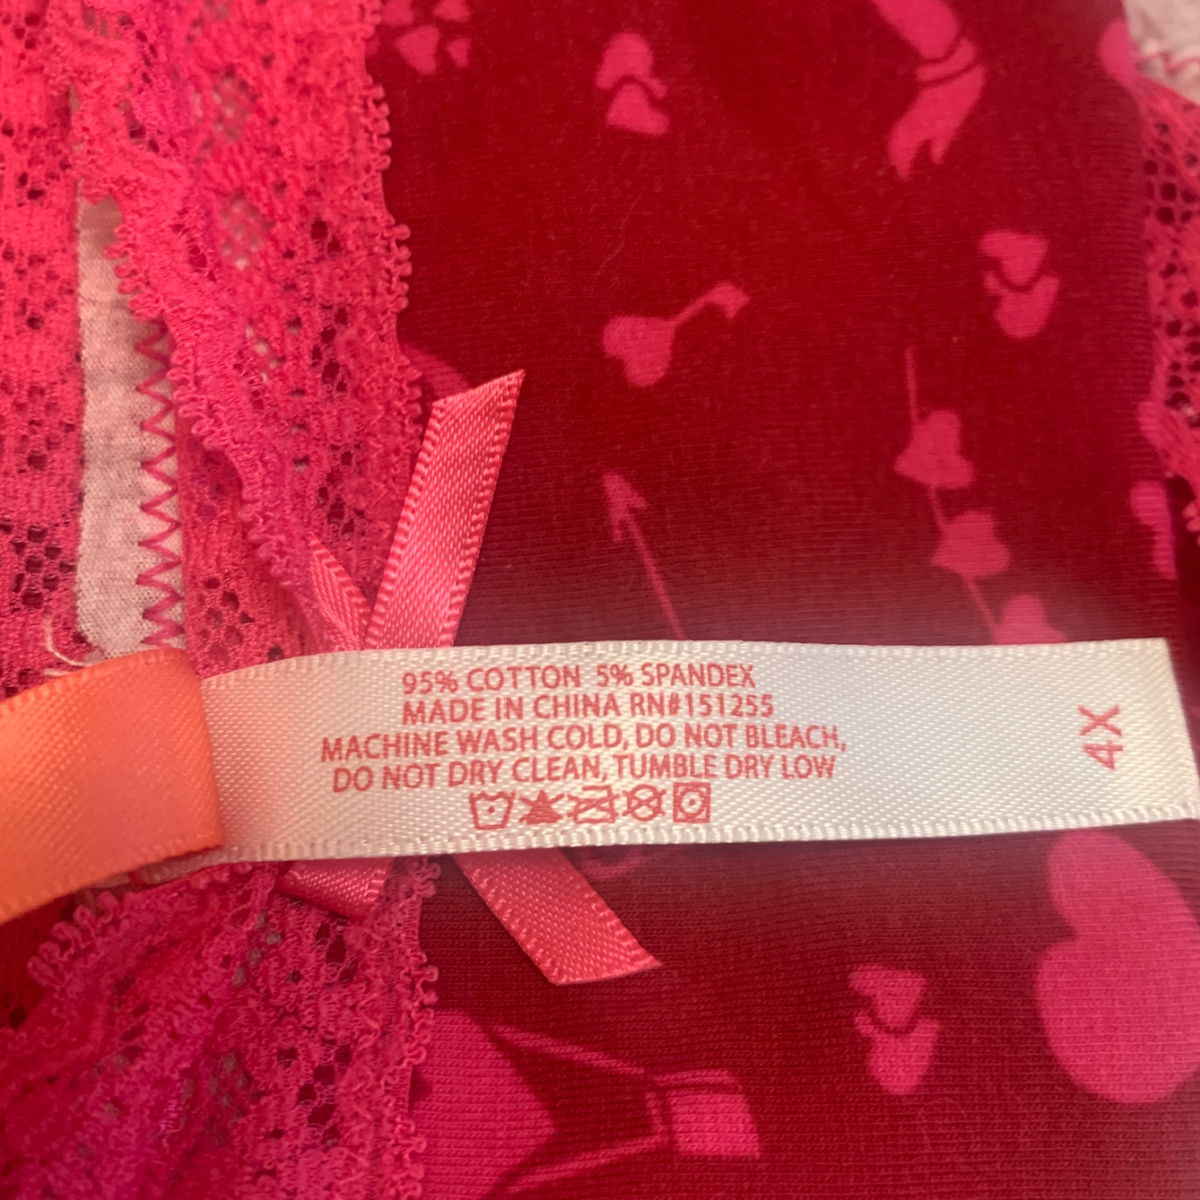 95% COTTON 5% SPANDEX
MADE IN CHINA RN#151255
MACHINE WASH COLD, DO NOT BLEACH,
DO NOT DRY CLEAN, TUMBLE DRY LOW
4X